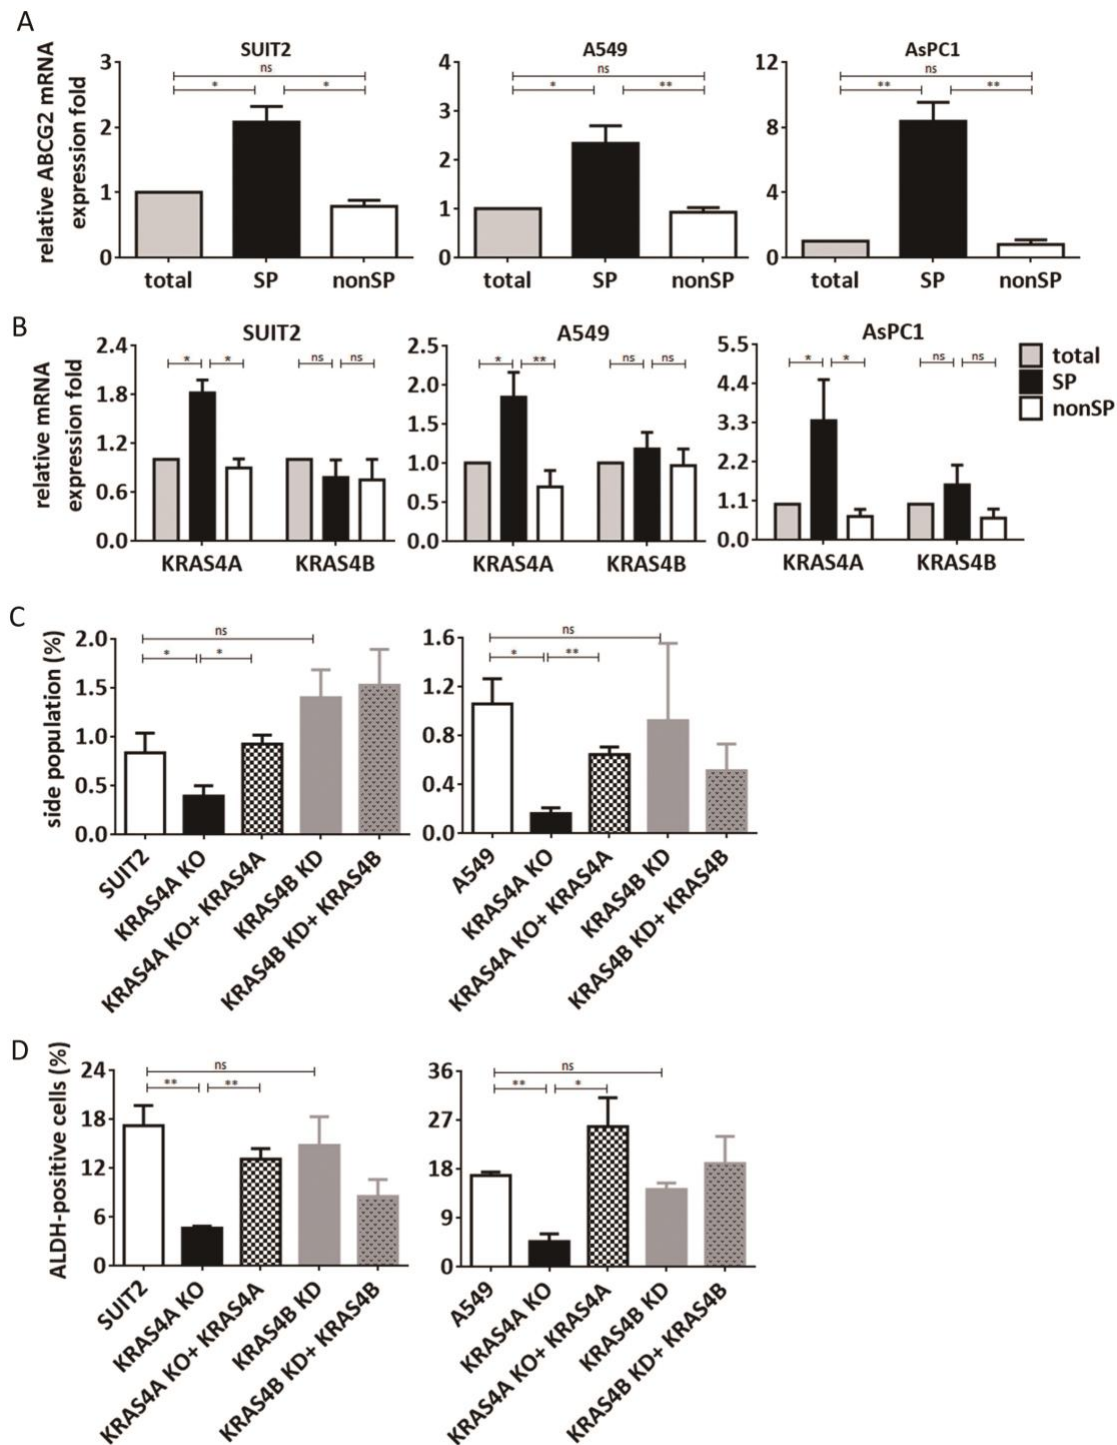 A
SUIT2
A549
AsPC1
relative ABCG2 mRNA
expression fold
3
2
1
0
ns
* *
total SP nonSP
4
3
2
1
0
ns
* **
total SP nonSP
12
8
4
0
ns
** **
total SP nonSP
B
SUIT2
A549
AsPC1
relative mRNA
expression fold
2.4
1.8
1.2
0.6
0.0
* * ns ns
KRAS4A KRAS4B
2.5
2.0
1.5
1.0
0.5
0.0
* ** ns ns
KRAS4A KRAS4B
5.5
4.4
3.3
2.2
1.1
0.0
* * ns ns
KRAS4A KRAS4B
total
SP
nonSP
C
side population (%)
2.0
1.5
1.0
0.5
0.0
ns
* *
SUIT2
KRAS4A KO
KRAS4A KO+ KRAS4A
KRAS4B KD
KRAS4B KD+ KRAS4B
1.6
1.2
0.8
0.4
0.0
ns
* **
A549
KRAS4A KO
KRAS4A KO+ KRAS4A
KRAS4B KD
KRAS4B KD+ KRAS4B
D
ALDH-positive cells (%)
24
18
12
6
0
ns
** **
SUIT2
KRAS4A KO
KRAS4A KO+ KRAS4A
KRAS4B KD
KRAS4B KD+ KRAS4B
36
27
18
9
0
ns
** *
A549
KRAS4A KO
KRAS4A KO+ KRAS4A
KRAS4B KD
KRAS4B KD+ KRAS4B